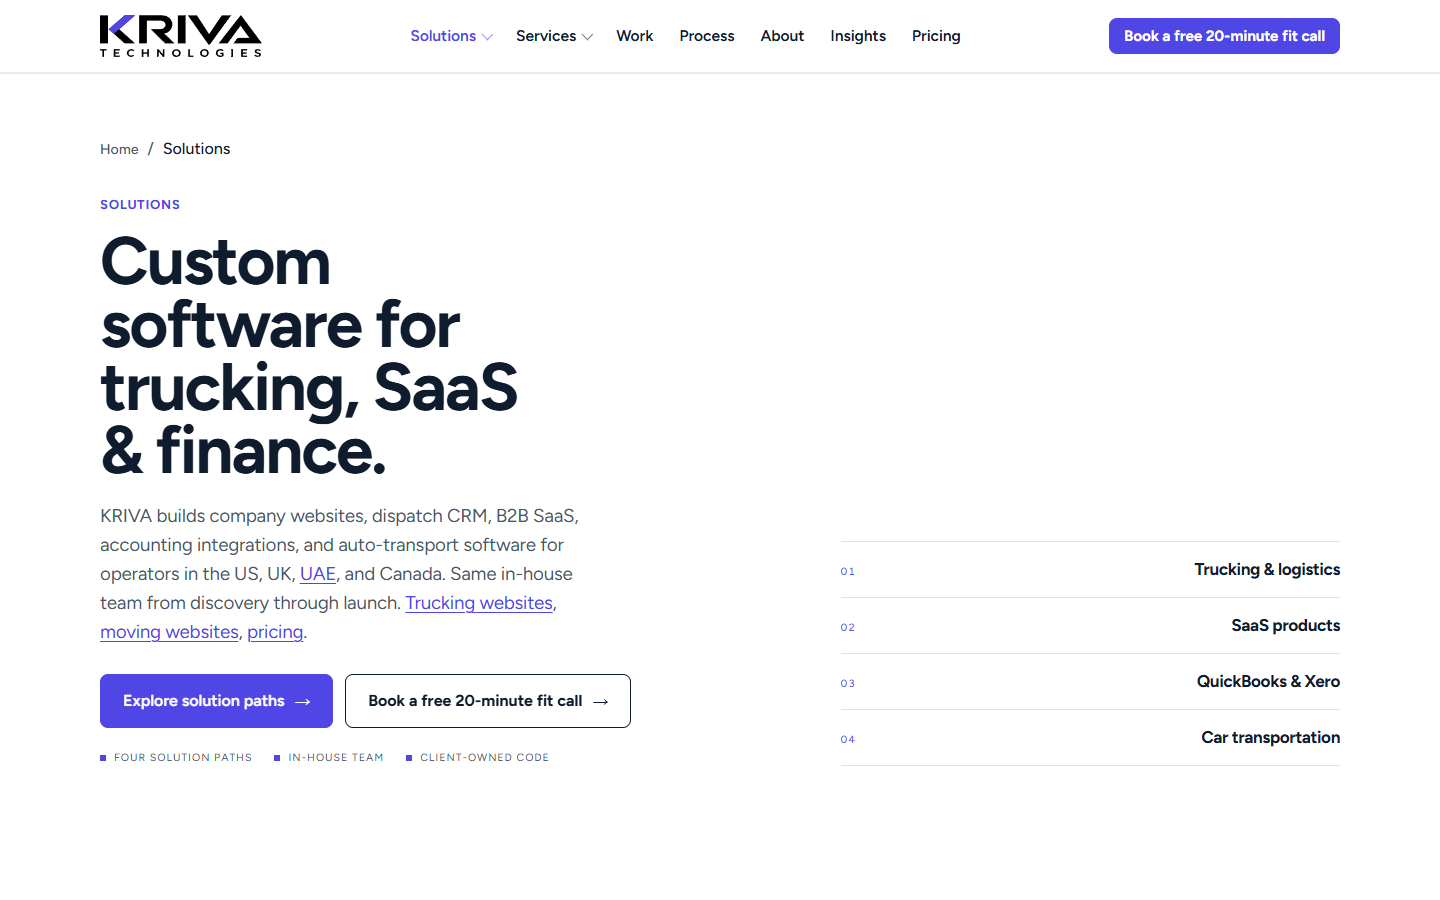 KRIVA
TECHNOLOGIES
Solutions
Services
Work
Process
About
Insights
Pricing
Book a free 20-minute fit call
Home / Solutions
SOLUTIONS
Custom
software for
trucking, SaaS
& finance.
KRIVA builds company websites, dispatch CRM, B2B SaaS,
accounting integrations, and auto-transport software for
operators in the US, UK, UAE, and Canada. Same in-house
team from discovery through launch. Trucking websites,
moving websites, pricing.
Explore solution paths →
Book a free 20-minute fit call →
FOUR SOLUTION PATHS
IN-HOUSE TEAM
CLIENT-OWNED CODE
01 Trucking & logistics
02 SaaS products
03 QuickBooks & Xero
04 Car transportation